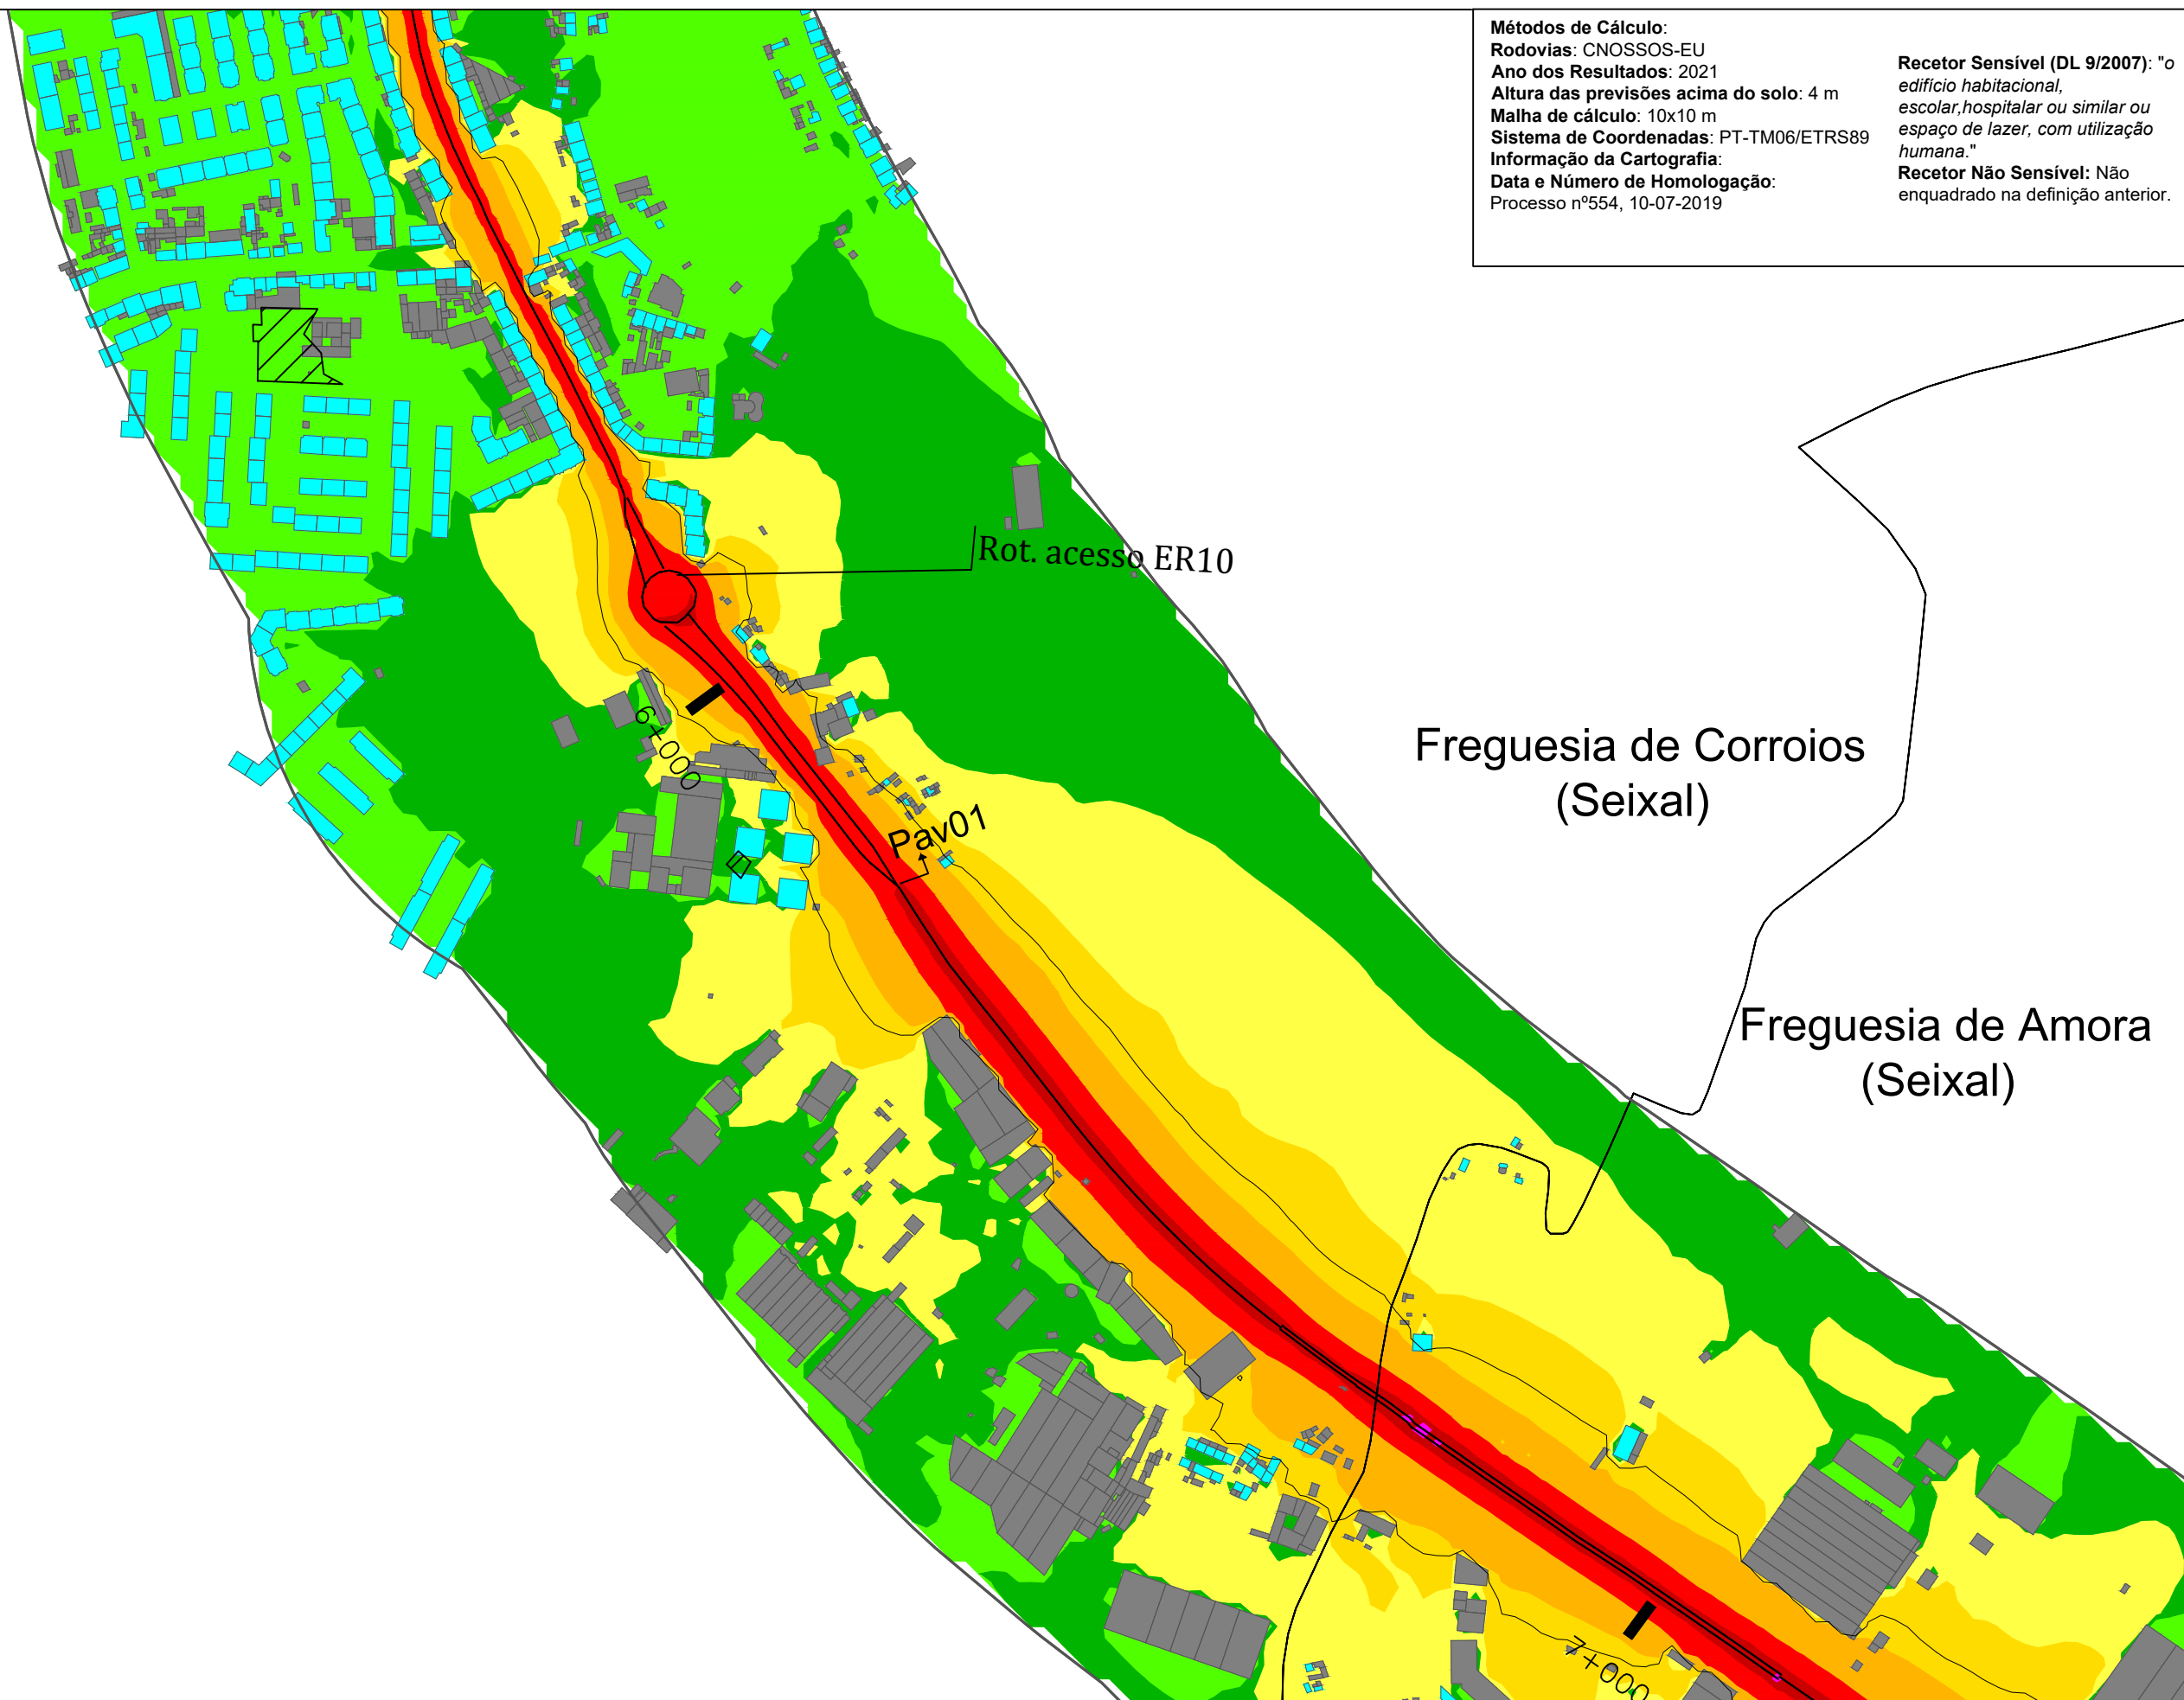 Métodos de Cálculo:
Rodovias: CNOSSOS-EU
Ano dos Resultados: 2021
Altura das previsões acima do solo: 4 m
Malha de cálculo: 10x10 m
Sistema de Coordenadas: PT-TM06/ETRS89
Informação da Cartografia:
Data e Número de Homologação:
Processo nº554, 10-07-2019
Recetor Sensível (DL 9/2007): "o
edifício habitacional,
escolar,hospitalar ou similar ou
espaço de lazer, com utilização
humana."
Recetor Não Sensível: Não
enquadrado na definição anterior.
Rot. acesso ER10
6+000
Pav01
Freguesia de Corroios
(Seixal)
Freguesia de Amora
(Seixal)
7+000